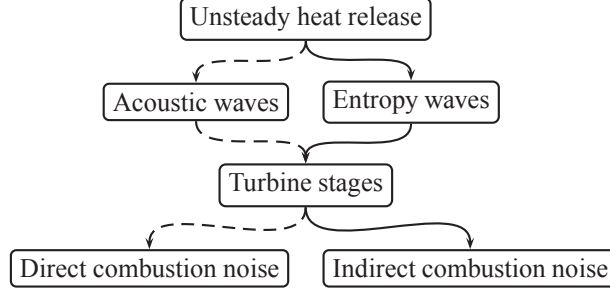 Unsteady heat release
Acoustic waves
Entropy waves
Turbine stages
Direct combustion noise
Indirect combustion noise